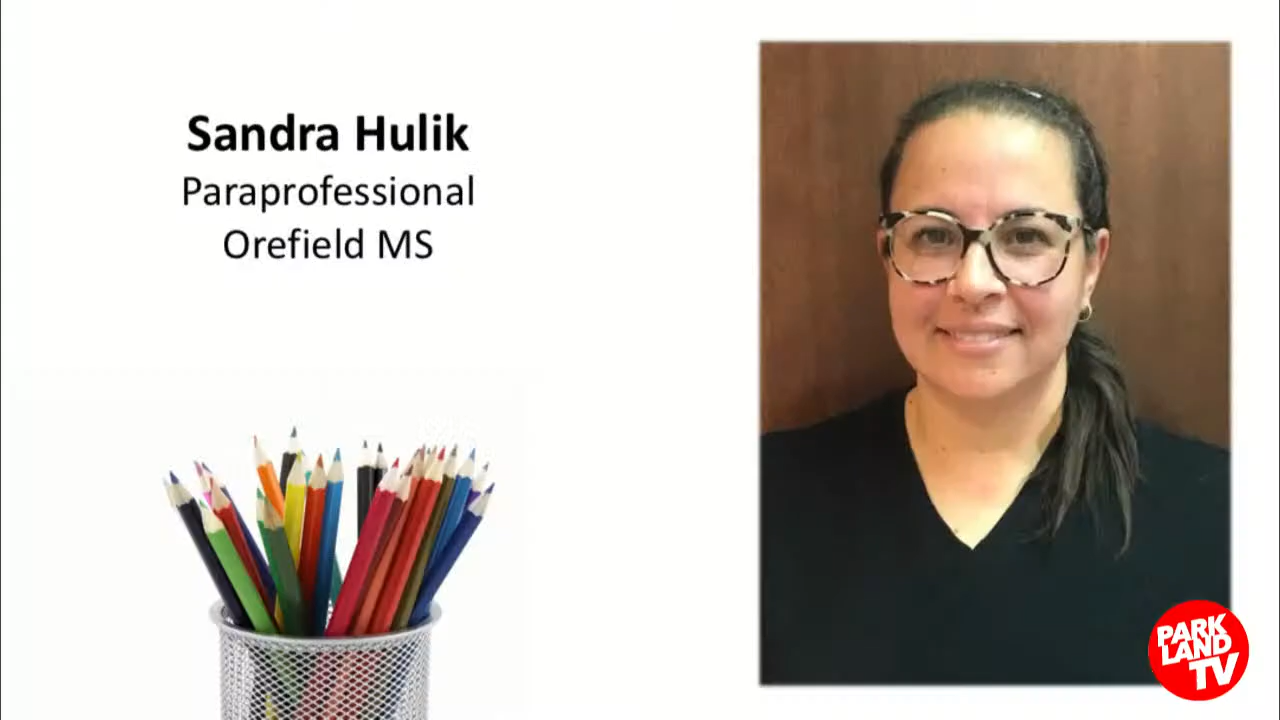 Sandra Hulik
Paraprofessional
Orefield MS
PARK
LAND
TV